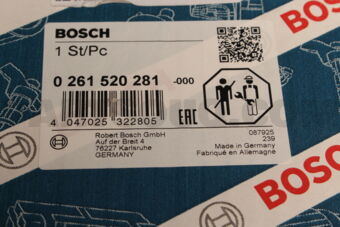 BOSCH
1 St/Pc
0 261 520 281 -000
4 047025 322805
EAC
Robert Bosch GmbH
Auf der Breit 4
76227 Karlsruhe
GERMANY
087925
239
Made in Germany
Fabriqué en Allemagne
BOSCH
BOSCH